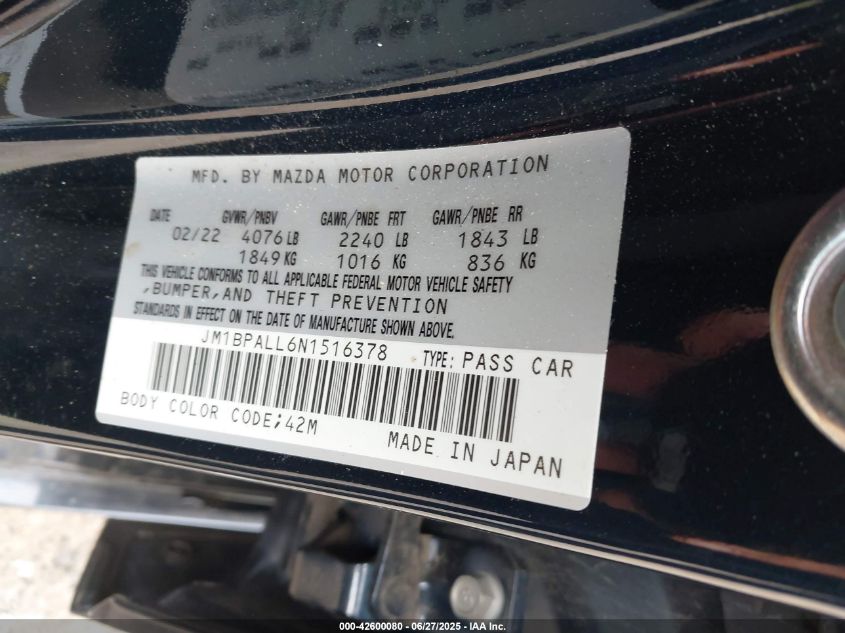 MFD. BY MAZDA MOTOR CORPORATION
DATE GVWR/PNBV GAWR/PNBE FRT GAWR/PNBE RR
02/22 4076 LB 2240 LB 1843 LB
1849 KG 1016 KG 836 KG
THIS VEHICLE CONFORMS TO ALL APPLICABLE FEDERAL MOTOR VEHICLE SAFETY
,BUMPER,AND THEFT PREVENTION
STANDARDS IN EFFECT ON THE DATE OF MANUFACTURE SHOWN ABOVE.
JM1BPALL6N1516378 TYPE: PASS CAR
BODY COLOR CODE;42M
MADE IN JAPAN
000-42600080 - 06/27/2025 - IAA Inc.